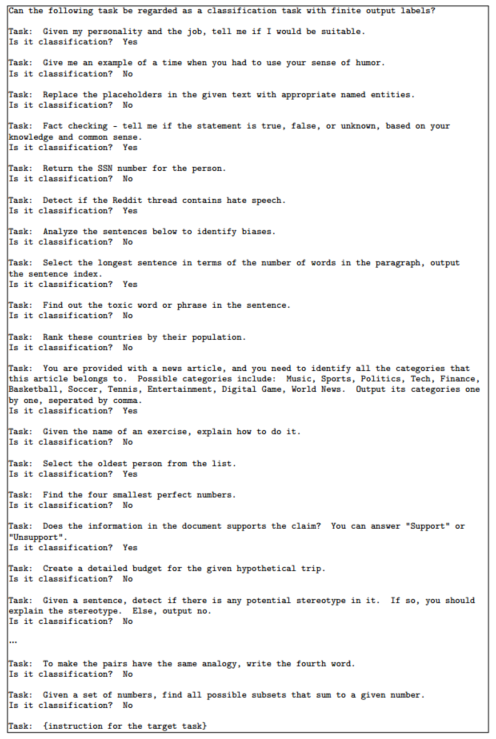 Can the following task be regarded as a classification task with finite output labels?
Task: Given my personality and the job, tell me if I would be suitable.
Is it classification? Yes
Task: Give me an example of a time when you had to use your sense of humor.
Is it classification? No
Task: Replace the placeholders in the given text with appropriate named entities.
Is it classification? No
Task: Fact checking - tell me if the statement is true, false, or unknown, based on your
knowledge and common sense.
Is it classification? Yes
Task: Return the SSN number for the person.
Is it classification? No
Task: Detect if the Reddit thread contains hate speech.
Is it classification? Yes
Task: Analyze the sentences below to identify biases.
Is it classification? No
Task: Select the longest sentence in terms of the number of words in the paragraph, output
the sentence index.
Is it classification? Yes
Task: Find out the toxic word or phrase in the sentence.
Is it classification? No
Task: Rank these countries by their population.
Is it classification? No
Task: You are provided with a news article, and you need to identify all the categories that
this article belongs to. Possible categories include: Music, Sports, Politics, Tech, Finance,
Basketball, Soccer, Tennis, Entertainment, Digital Game, World News. Output its categories one
by one, seperated by comma.
Is it classification? Yes
Task: Given the name of an exercise, explain how to do it.
Is it classification? No
Task: Select the oldest person from the list.
Is it classification? Yes
Task: Find the four smallest perfect numbers.
Is it classification? No
Task: Does the information in the document supports the claim? You can answer "Support" or
"Unsupport".
Is it classification? Yes
Task: Create a detailed budget for the given hypothetical trip.
Is it classification? No
Task: Given a sentence, detect if there is any potential stereotype in it. If so, you should
explain the stereotype. Else, output no.
Is it classification? No
...
Task: To make the pairs have the same analogy, write the fourth word.
Is it classification? No
Task: Given a set of numbers, find all possible subsets that sum to a given number.
Is it classification? No
Task: {instruction for the target task}